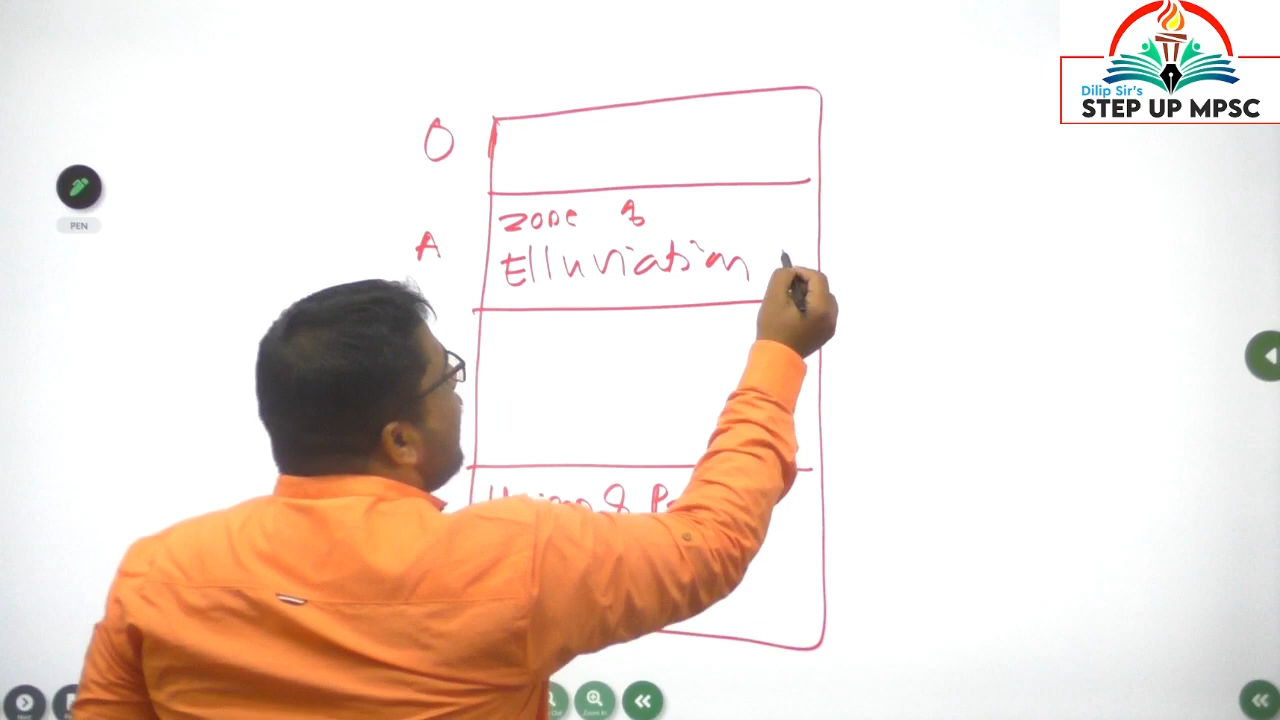 Dilip Sir's
STEP UP MPSC
O
PEN
zone of
A
Elluviation